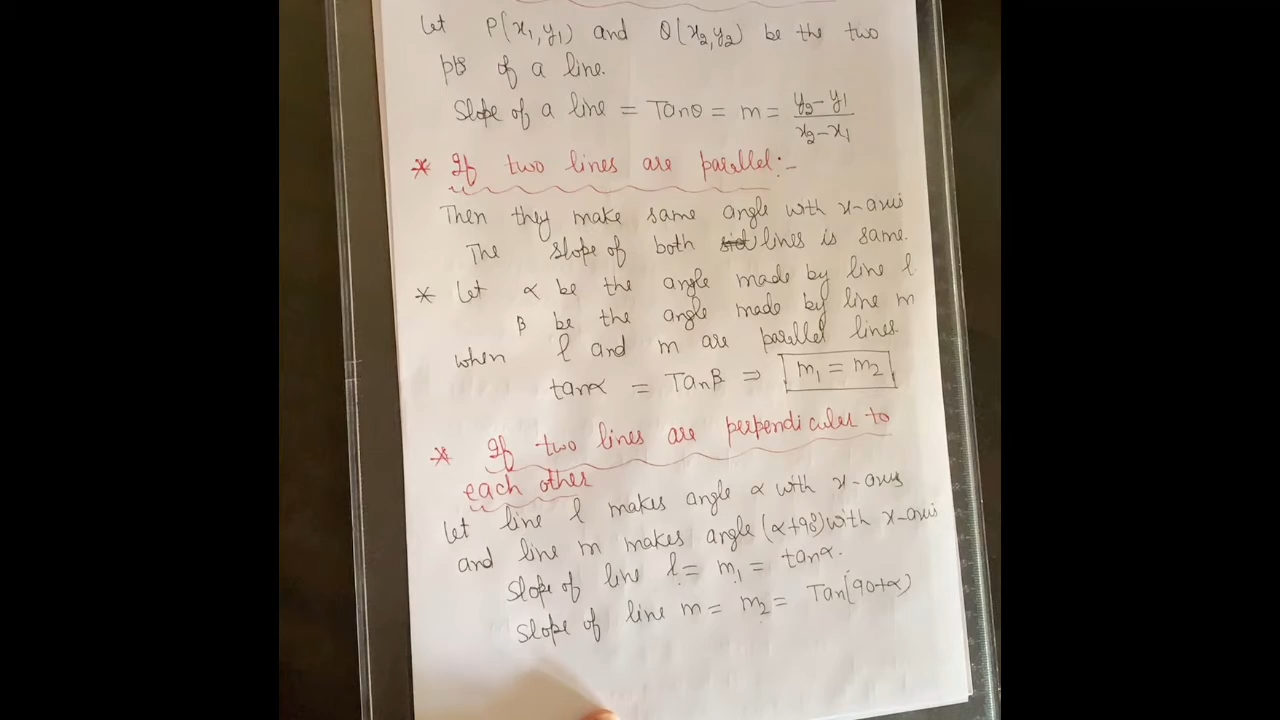 Let P(x₁,y₁) and Q(x₂,y₂) be the two
pts of a line.
Slope of a line = Tanθ = m = (y₂-y₁)/(x₂-x₁)
* If two lines are parallel:-
Then they make same angle with x-axis
The slope of both lines is same.
* Let α be the angle made by line l
β be the angle made by line m
when l and m are parallel lines.
tanα = Tanβ ⇒ m₁ = m₂
* If two lines are perpendicular to
each other
Let line l makes angle α with x-axis
and line m makes angle (α+90°) with x-axis
Slope of line l = m₁ = tanα.
Slope of line m = m₂ = Tan(90+α)